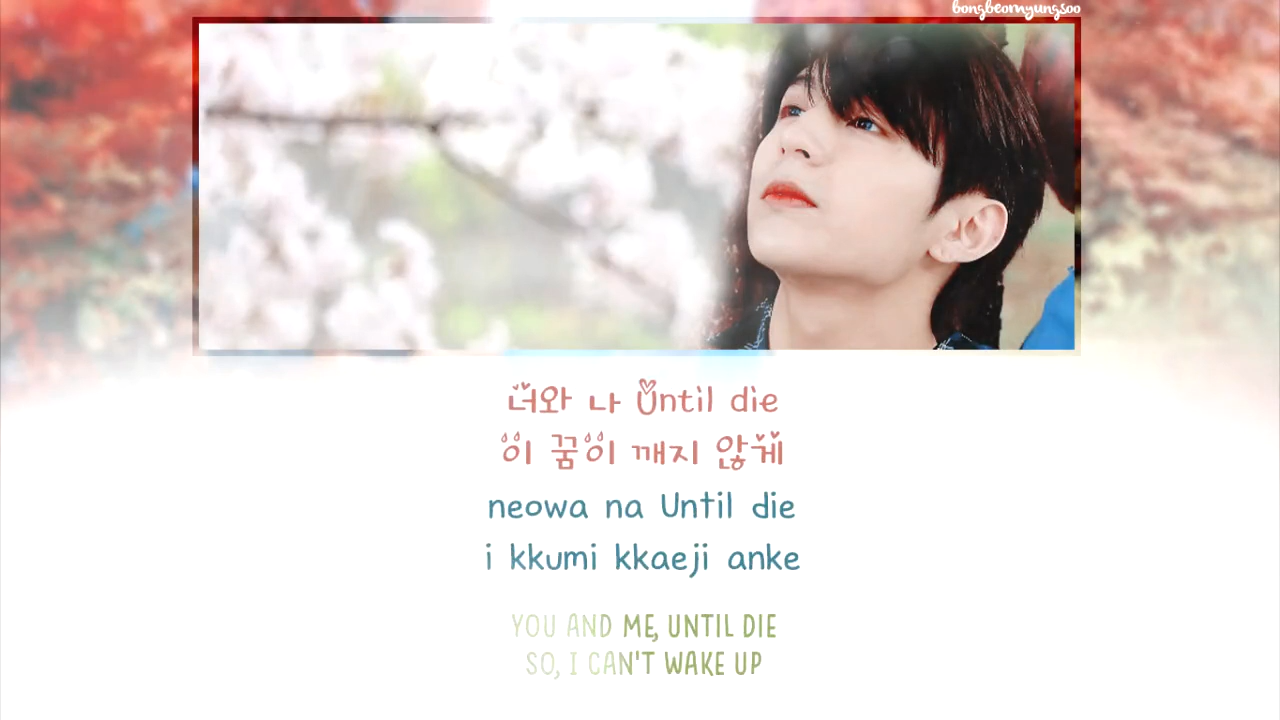 bongbeomyungsoo
너와 나 Until die
이 꿈이 깨지 않게
neowa na Until die
i kkumi kkaeji anke
YOU AND ME, UNTIL DIE
SO, I CAN'T WAKE UP